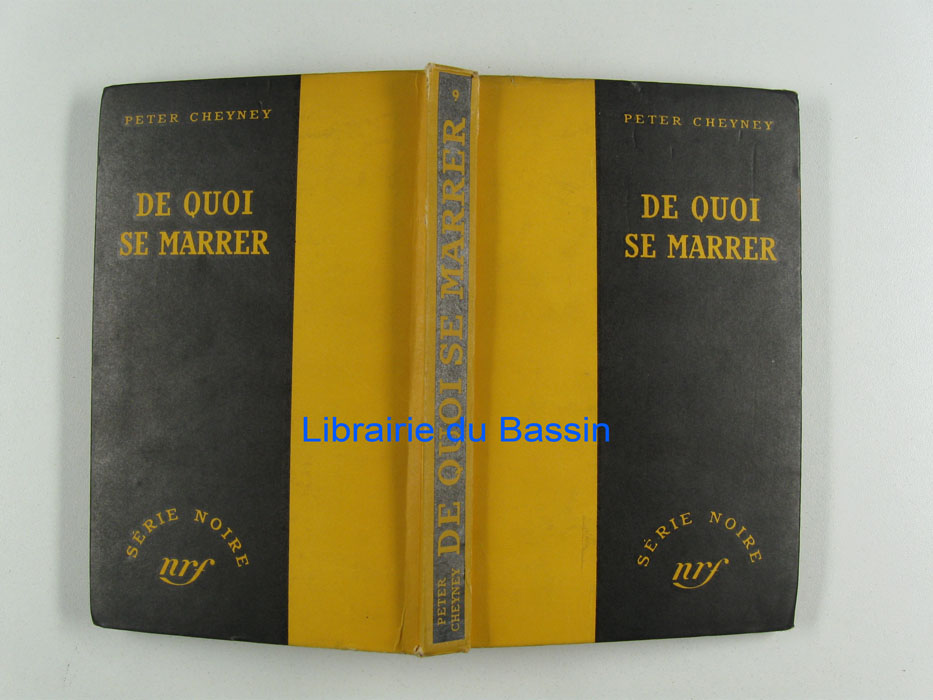 PETER CHEYNEY
DE QUOI
SE MARRER
SÉRIE NOIRE
nrf
9
DE QUOI SE MARRER
PETER
CHEYNEY
PETER CHEYNEY
DE QUOI
SE MARRER
SÉRIE NOIRE
nrf
Librairie du Bassin